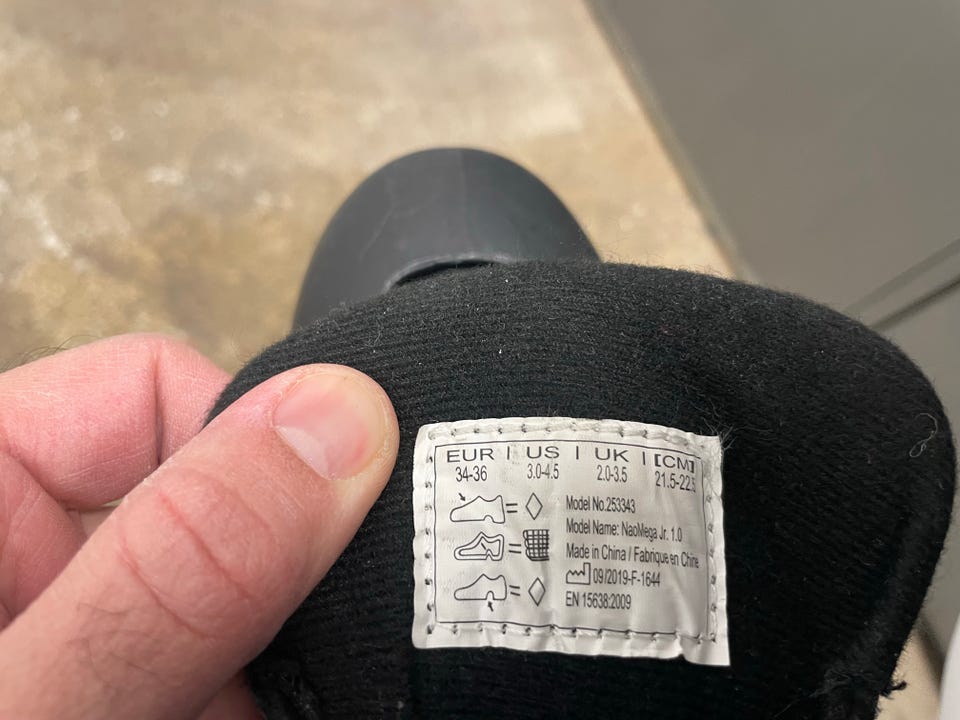 EUR | US | UK | [CM]
34-36 3.0-4.5 2.0-3.5 21.5-22.5
Model No.253343
Model Name: NaoMega Jr. 1.0
Made in China / Fabrique en Chine
09/2019-F-1644
EN 15638:2009